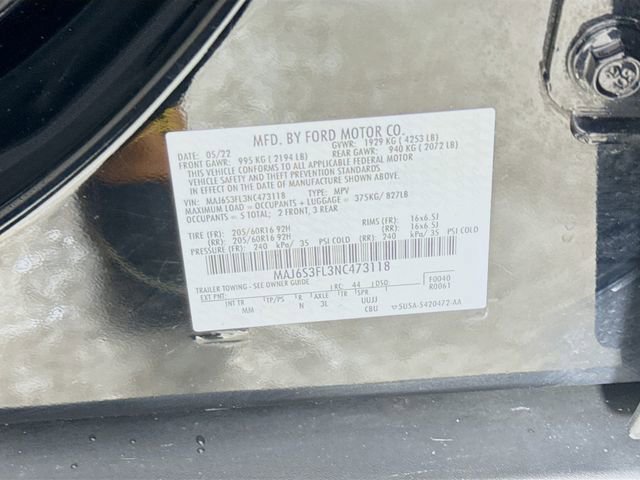 MFD. BY FORD MOTOR CO.
DATE: 05/22 GVWR: 1929 KG ( 4253 LB)
FRONT GAWR: 995 KG ( 2194 LB) REAR GAWR: 940 KG ( 2072 LB)
THIS VEHICLE CONFORMS TO ALL APPLICABLE FEDERAL MOTOR
VEHICLE SAFETY AND THEFT PREVENTION STANDARDS IN EFFECT ON THE
DATE OF MANUFACTURE SHOWN ABOVE.
VIN: MAJ6S3FL3NC473118 TYPE: MPV
MAXIMUM LOAD = OCCUPANTS + LUGGAGE = 375KG/ 827LB
OCCUPANTS = 5 TOTAL: 2 FRONT, 3 REAR
TIRE (FR): 205/60R16 92H RIMS (FR): 16x6.5J
(RR): 205/60R16 92H (RR): 16x6.5J
PRESSURE (FR): 240 kPa/ 35 PSI COLD (RR): 240 kPa/ 35 PSI COLD
MAJ6S3FL3NC473118
TRAILER TOWING - SEE OWNER GUIDE RC: 44 DSO: F0040
EXT PNT: R0061
INT TR TP/PS R AXLE TR SPR UUJJ
MM N 3L CBU 5U5A-5420472-AA